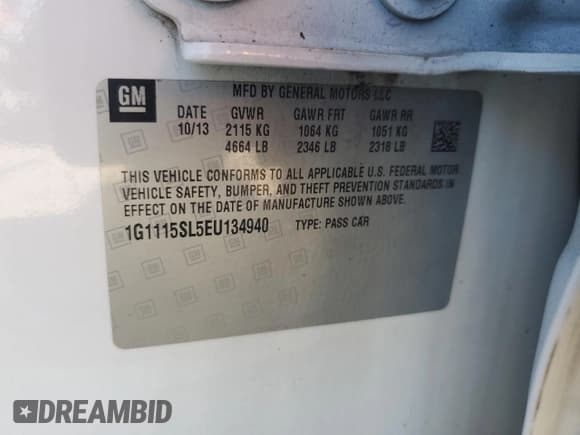 GM
MFD BY GENERAL MOTORS LLC
DATE GVWR GAWR FRT GAWR RR
10/13 2115 KG 1064 KG 1051 KG
4664 LB 2346 LB 2318 LB
THIS VEHICLE CONFORMS TO ALL APPLICABLE U.S. FEDERAL MOTOR
VEHICLE SAFETY, BUMPER, AND THEFT PREVENTION STANDARDS IN
EFFECT ON THE DATE OF MANUFACTURE SHOWN ABOVE.
1G1115SL5EU134940 TYPE: PASS CAR
DREAMBID